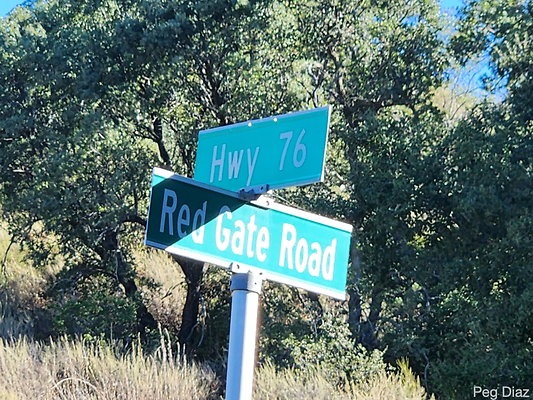 Hwy 76
Red Gate Road
Peg Diaz